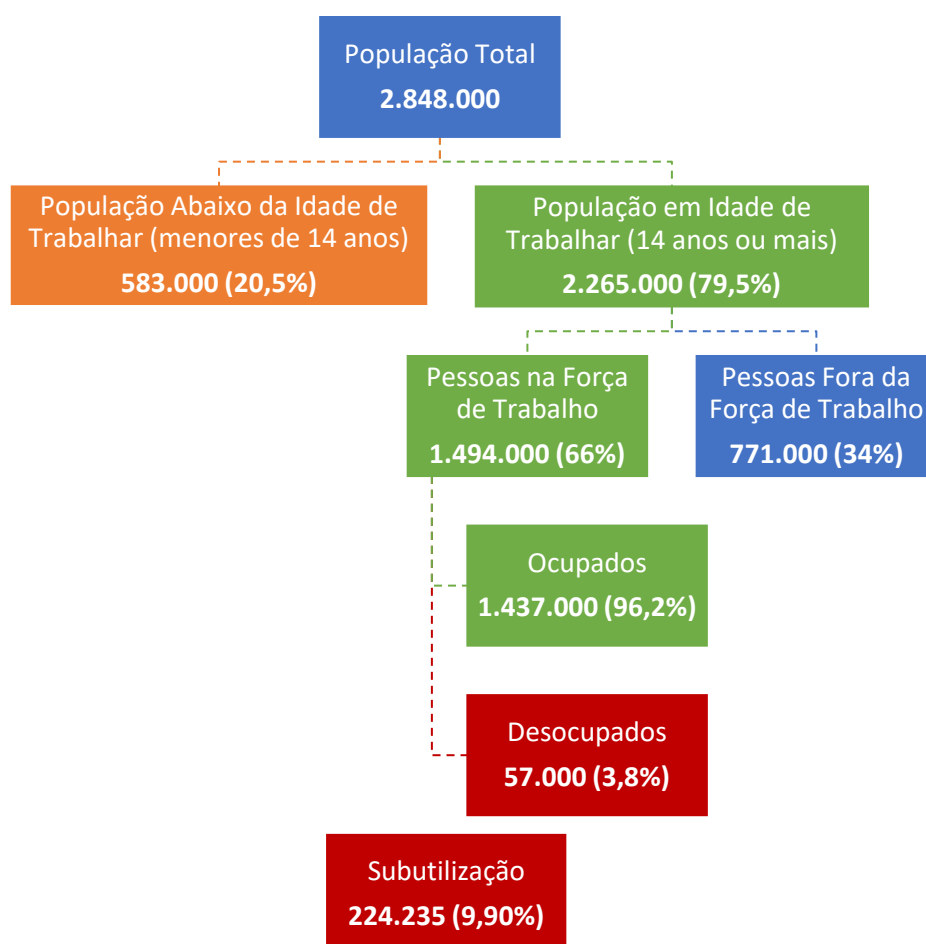 População Total
2.848.000
População Abaixo da Idade de
Trabalhar (menores de 14 anos)
583.000 (20,5%)
População em Idade de
Trabalhar (14 anos ou mais)
2.265.000 (79,5%)
Pessoas na Força
de Trabalho
1.494.000 (66%)
Pessoas Fora da
Força de Trabalho
771.000 (34%)
Ocupados
1.437.000 (96,2%)
Desocupados
57.000 (3,8%)
Subutilização
224.235 (9,90%)